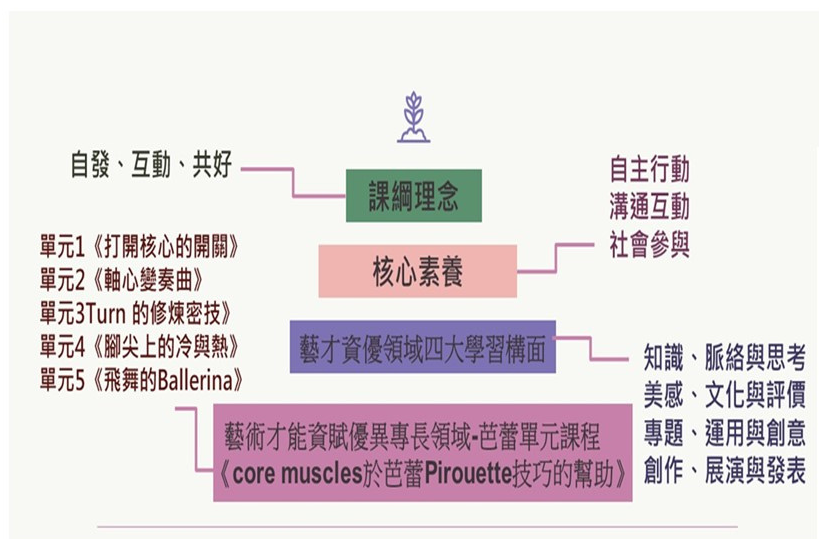 自發、互動、共好
課綱理念
自主行動
溝通互動
社會參與
核心素養
單元1《打開核心的開關》
單元2《軸心變奏曲》
單元3Turn 的修煉密技》
單元4《腳尖上的冷與熱》
單元5《飛舞的Ballerina》
藝才資優領域四大學習構面
知識、脈絡與思考
美感、文化與評價
專題、運用與創意
創作、展演與發表
藝術才能資賦優異專長領域-芭蕾單元課程
《core muscles於芭蕾Pirouette技巧的幫助》